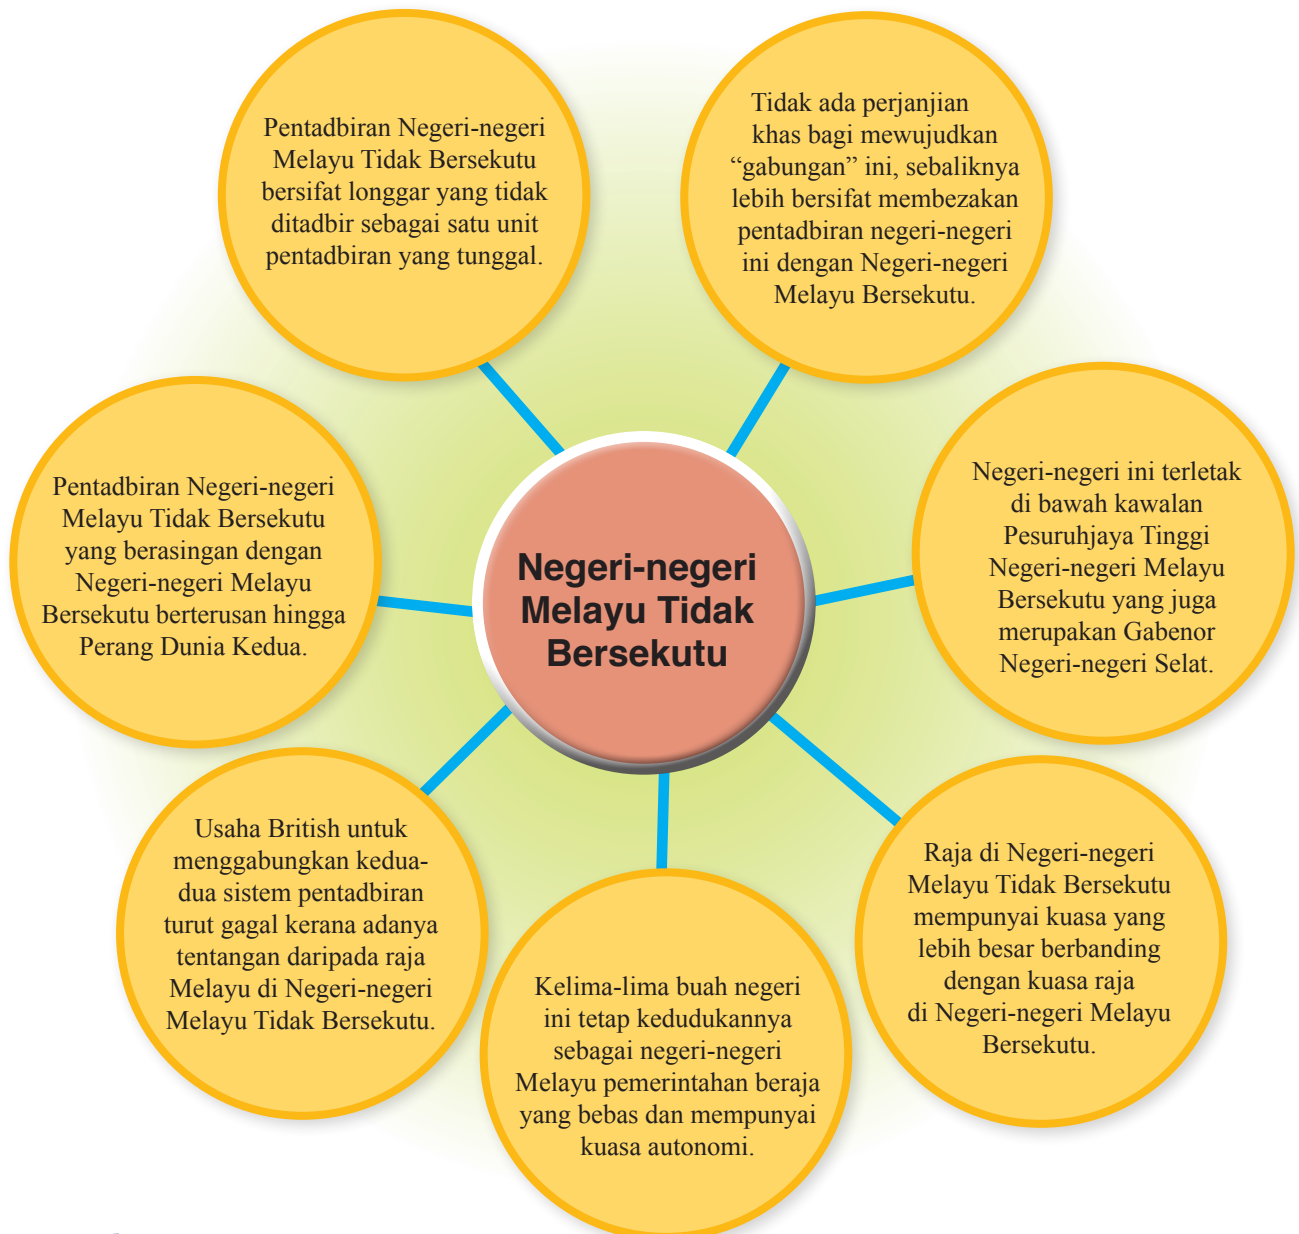 Pentadbiran Negeri-negeri
Melayu Tidak Bersekutu
bersifat longgar yang tidak
ditadbir sebagai satu unit
pentadbiran yang tunggal.
Tidak ada perjanjian
khas bagi mewujudkan
“gabungan” ini, sebaliknya
lebih bersifat membezakan
pentadbiran negeri-negeri
ini dengan Negeri-negeri
Melayu Bersekutu.
Negeri-negeri ini terletak
di bawah kawalan
Pesuruhjaya Tinggi
Negeri-negeri Melayu
Bersekutu yang juga
merupakan Gabenor
Negeri-negeri Selat.
Raja di Negeri-negeri
Melayu Tidak Bersekutu
mempunyai kuasa yang
lebih besar berbanding
dengan kuasa raja
di Negeri-negeri Melayu
Bersekutu.
Kelima-lima buah negeri
ini tetap kedudukannya
sebagai negeri-negeri
Melayu pemerintahan beraja
yang bebas dan mempunyai
kuasa autonomi.
Usaha British untuk
menggabungkan kedua-
dua sistem pentadbiran
turut gagal kerana adanya
tentangan daripada raja
Melayu di Negeri-negeri
Melayu Tidak Bersekutu.
Pentadbiran Negeri-negeri
Melayu Tidak Bersekutu
yang berasingan dengan
Negeri-negeri Melayu
Bersekutu berterusan hingga
Perang Dunia Kedua.
Negeri-negeri
Melayu Tidak
Bersekutu